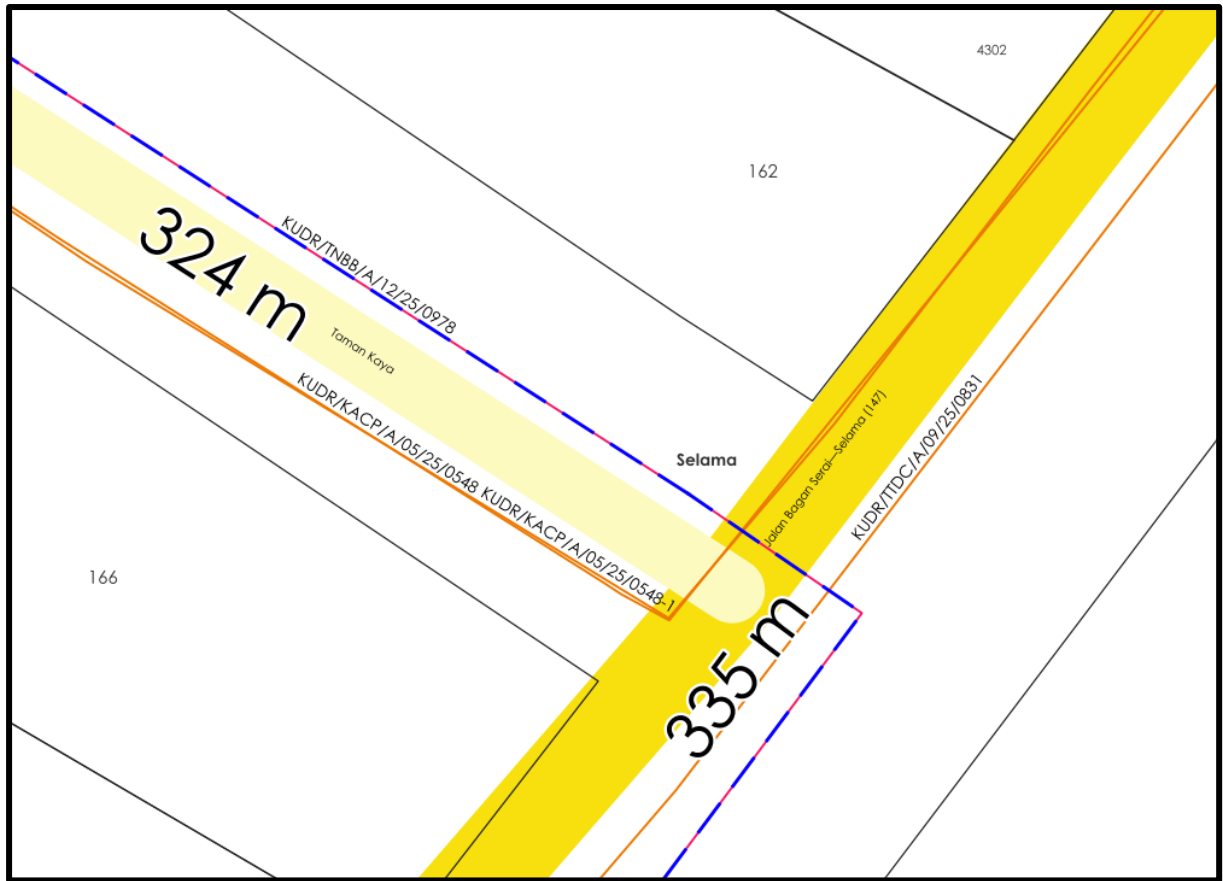 4302
162
324 m
KUDR/TNBB/A/12/25/0978
Taman Kaya
KUDR/KACP/A/05/25/0548 KUDR/KACP/A/05/25/0548-1
Selama
Jalan Bagan Serai—Selama (147)
KUDR/TTDC/A/09/25/0831
166
335 m